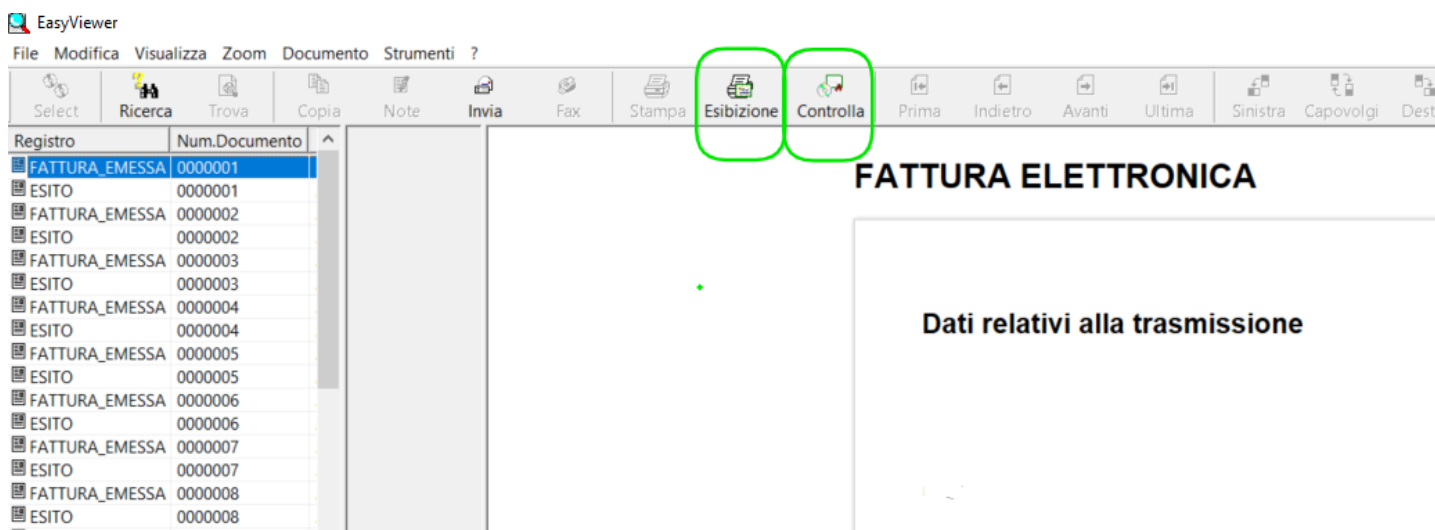 EasyViewer
File Modifica Visualizza Zoom Documento Strumenti ?
Select Ricerca Trova Copia Note Invia Fax Stampa Esibizione Controlla Prima Indietro Avanti Ultima Sinistra Capovolgi Dest
Registro Num.Documento
FATTURA_EMESSA 0000001
ESITO 0000001
FATTURA_EMESSA 0000002
ESITO 0000002
FATTURA_EMESSA 0000003
ESITO 0000003
FATTURA_EMESSA 0000004
ESITO 0000004
FATTURA_EMESSA 0000005
ESITO 0000005
FATTURA_EMESSA 0000006
ESITO 0000006
FATTURA_EMESSA 0000007
ESITO 0000007
FATTURA_EMESSA 0000008
ESITO 0000008
FATTURA ELETTRONICA
Dati relativi alla trasmissione